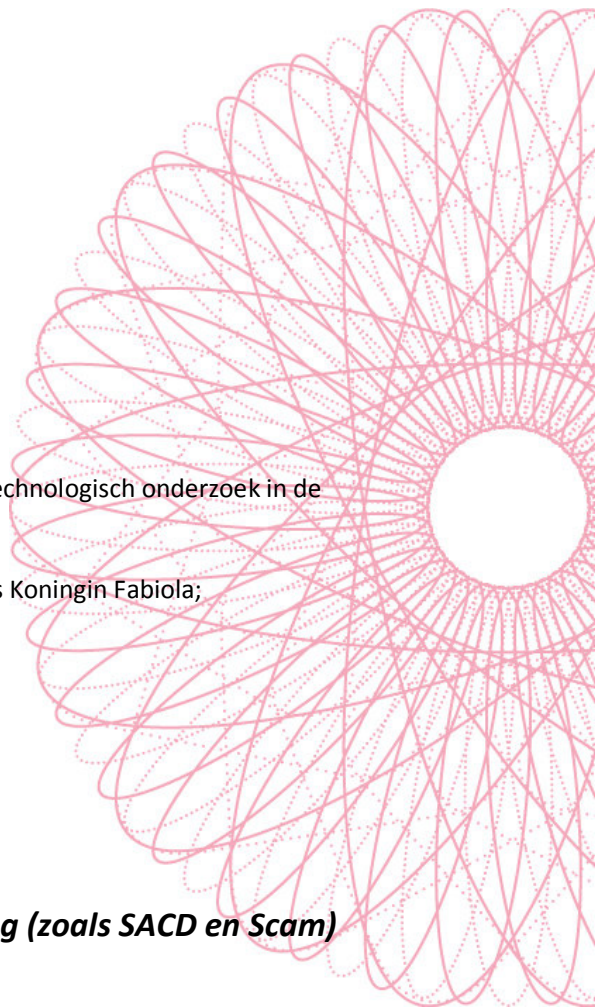 echnologisch onderzoek in de
s Koningin Fabiola;
g (zoals SACD en Scam)